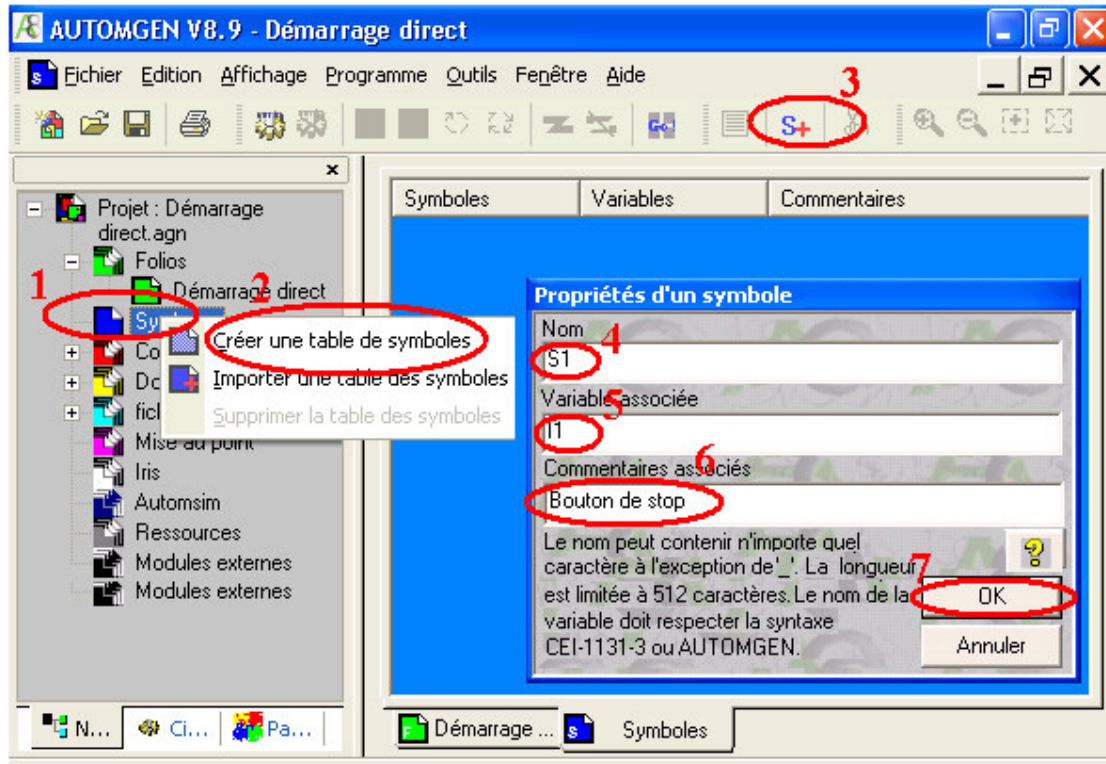 AUTOMGEN V8.9 - Démarrage direct
Fichier Edition Affichage Programme Outils Fenêtre Aide
3
Go!
S+
Projet : Démarrage
direct.agn
Folios
Démarrage direct
1
2
Créer une table de symboles
Importer une table des symboles
Supprimer la table des symboles
Mise au point
Iris
Automsim
Ressources
Modules externes
Modules externes
N...
Ci...
Pa...
Symboles
Variables
Commentaires
Propriétés d'un symbole
Nom
4
S1
Variable associée
5
I1
Commentaires associés
6
Bouton de stop
Le nom peut contenir n'importe quel
caractère à l'exception de'_'. La longueur
est limitée à 512 caractères. Le nom de la
variable doit respecter la syntaxe
CEI-1131-3 ou AUTOMGEN.
7
OK
Annuler
Démarrage ...
Symboles